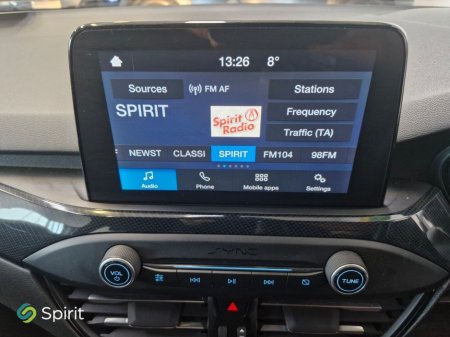 13:26 8°
Sources FM AF Stations
SPIRIT
Spirit
Radio
Frequency
Traffic (TA)
F NEWST CLASSI SPIRIT FM104 98FM
Audio Phone Mobile apps Settings
SYNC
VOL TUNE
Spirit